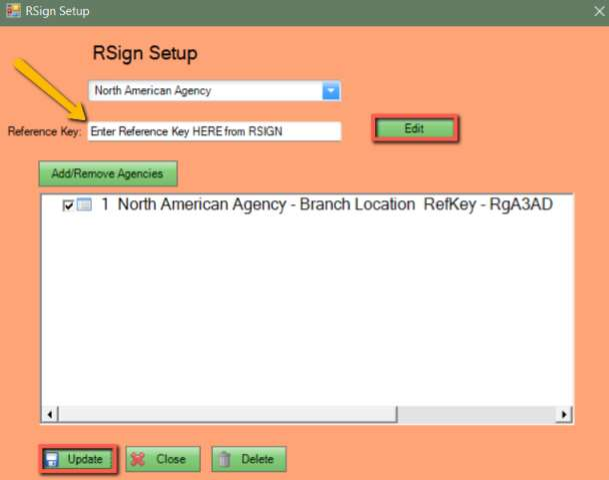 RSign Setup
RSign Setup
North American Agency
Reference Key: Enter Reference Key HERE from RSIGN
Edit
Add/Remove Agencies
1 North American Agency - Branch Location RefKey - RgA3AD
Update Close Delete